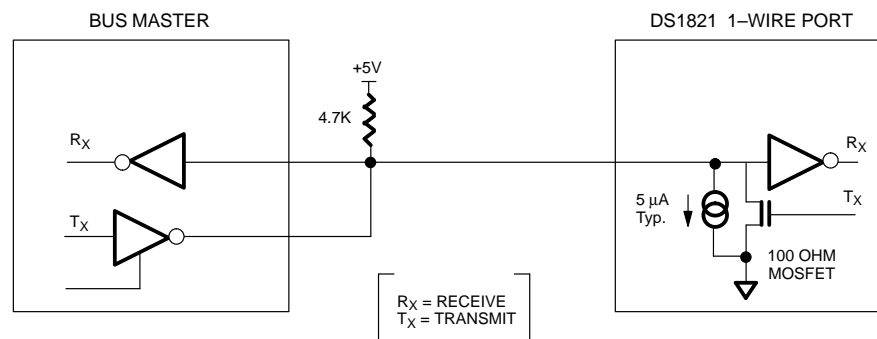 BUS MASTER
DS1821 1–WIRE PORT
+5V
4.7K
RX
RX
TX
5 µA
Typ.
TX
100 OHM
MOSFET
RX = RECEIVE
TX = TRANSMIT